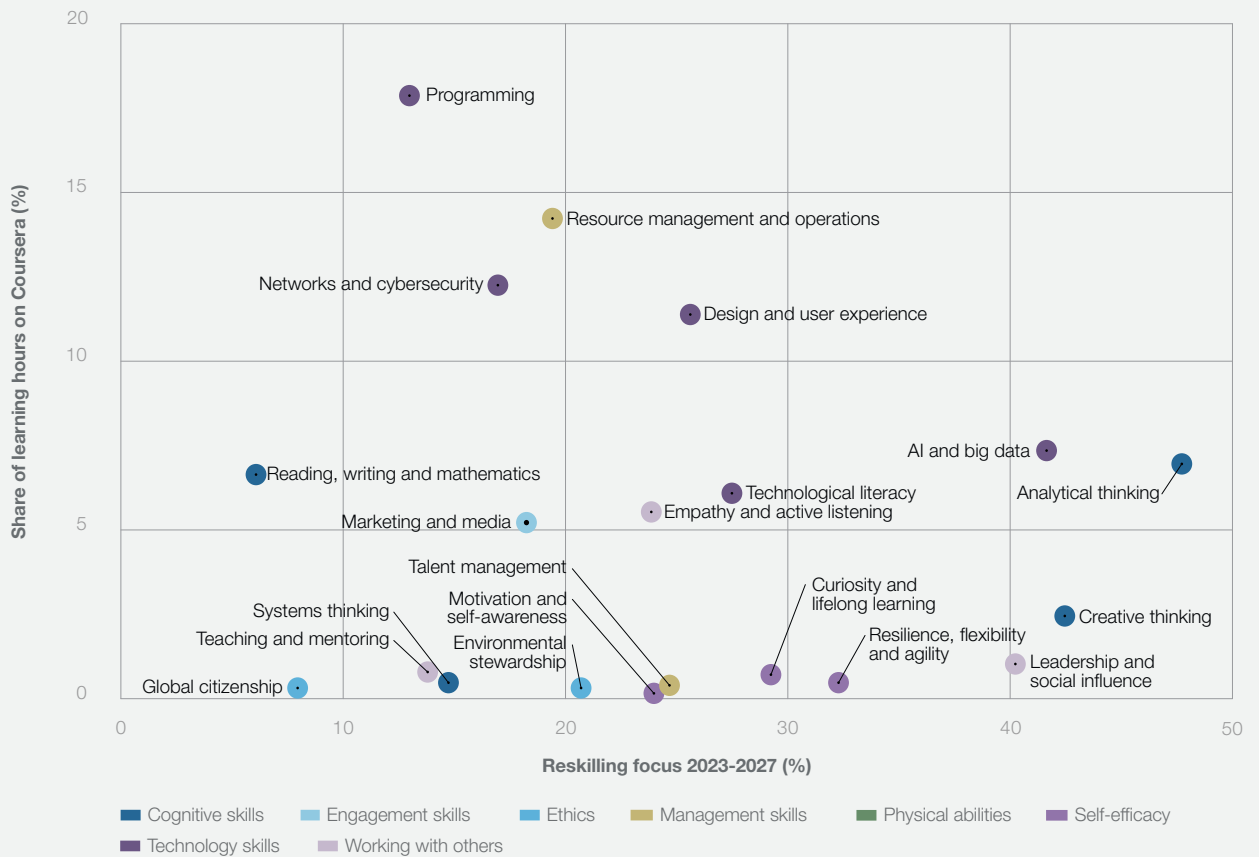 20
Programming
15
Resource management and operations
Networks and cybersecurity
Design and user experience
10
AI and big data
Reading, writing and mathematics
Analytical thinking
Technological literacy
Empathy and active listening
Marketing and media
5
Talent management
Curiosity and
lifelong learning
Motivation and
self-awareness
Systems thinking
Creative thinking
Teaching and mentoring
Environmental
stewardship
Resilience, flexibility
and agility
Leadership and
social influence
Global citizenship
0
0 10 20 30 40 50
Share of learning hours on Coursera (%)
Reskilling focus 2023-2027 (%)
Cognitive skills Engagement skills Ethics Management skills Physical abilities Self-efficacy
Technology skills Working with others